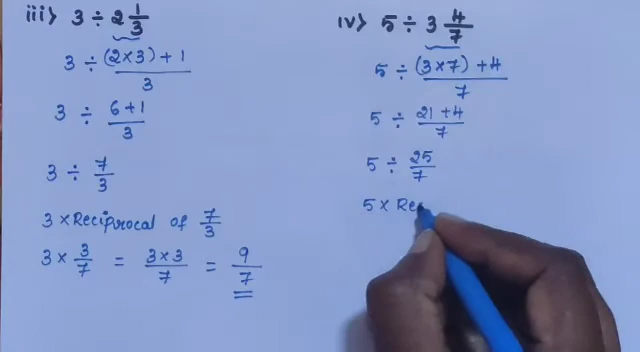 iii) 3 ÷ 2 1/3
3 ÷ (2×3) + 1 / 3
3 ÷ 6+1 / 3
3 ÷ 7/3
3 × Reciprocal of 7/3
3 × 3/7 = 3×3 / 7 = 9/7
iv) 5 ÷ 3 4/7
5 ÷ (3×7) + 4 / 7
5 ÷ 21+4 / 7
5 ÷ 25/7
5 × Rec